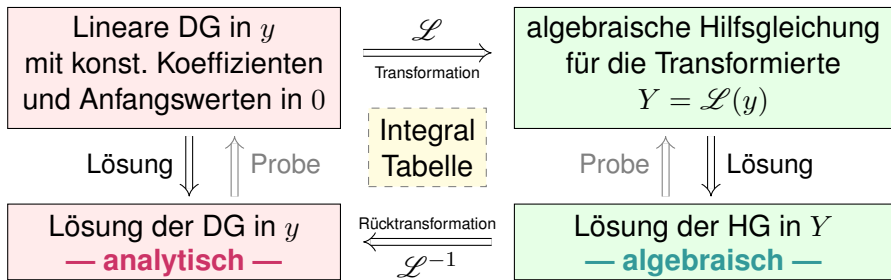 Lineare DG in y
mit konst. Koeffizienten
und Anfangswerten in 0
ℒ
Transformation
algebraische Hilfsgleichung
für die Transformierte
Y = ℒ(y)
Integral
Tabelle
Lösung
Probe
Probe
Lösung
Lösung der DG in y
— analytisch —
Rücktransformation
ℒ⁻¹
Lösung der HG in Y
— algebraisch —